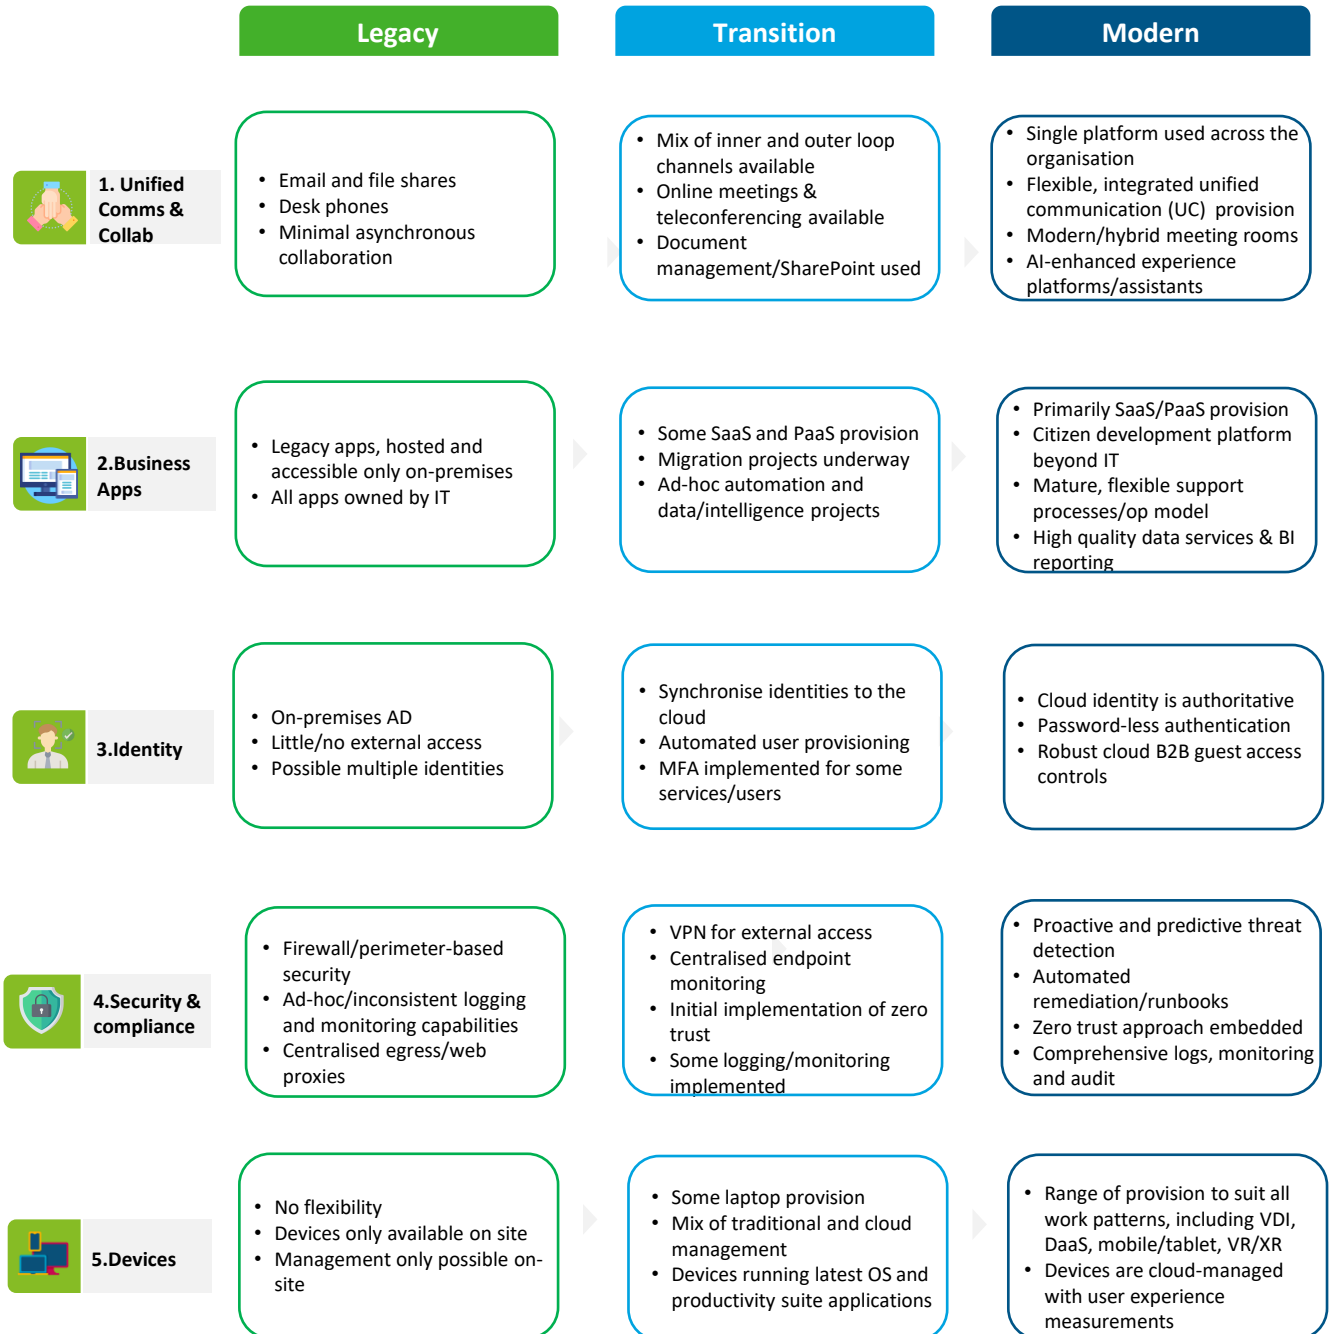 Legacy
Transition
Modern
1. Unified
Comms &
Collab
• Email and file shares
• Desk phones
• Minimal asynchronous
collaboration
• Mix of inner and outer loop
channels available
• Online meetings &
teleconferencing available
• Document
management/SharePoint used
• Single platform used across the
organisation
• Flexible, integrated unified
communication (UC) provision
• Modern/hybrid meeting rooms
• AI-enhanced experience
platforms/assistants
2.Business
Apps
• Legacy apps, hosted and
accessible only on-premises
• All apps owned by IT
• Some SaaS and PaaS provision
• Migration projects underway
• Ad-hoc automation and
data/intelligence projects
• Primarily SaaS/PaaS provision
• Citizen development platform
beyond IT
• Mature, flexible support
processes/op model
• High quality data services & BI
reporting
3.Identity
• On-premises AD
• Little/no external access
• Possible multiple identities
• Synchronise identities to the
cloud
• Automated user provisioning
• MFA implemented for some
services/users
• Cloud identity is authoritative
• Password-less authentication
• Robust cloud B2B guest access
controls
4.Security &
compliance
• Firewall/perimeter-based
security
• Ad-hoc/inconsistent logging
and monitoring capabilities
• Centralised egress/web
proxies
• VPN for external access
• Centralised endpoint
monitoring
• Initial implementation of zero
trust
• Some logging/monitoring
implemented
• Proactive and predictive threat
detection
• Automated
remediation/runbooks
• Zero trust approach embedded
• Comprehensive logs, monitoring
and audit
5.Devices
• No flexibility
• Devices only available on site
• Management only possible on-
site
• Some laptop provision
• Mix of traditional and cloud
management
• Devices running latest OS and
productivity suite applications
• Range of provision to suit all
work patterns, including VDI,
DaaS, mobile/tablet, VR/XR
• Devices are cloud-managed
with user experience
measurements